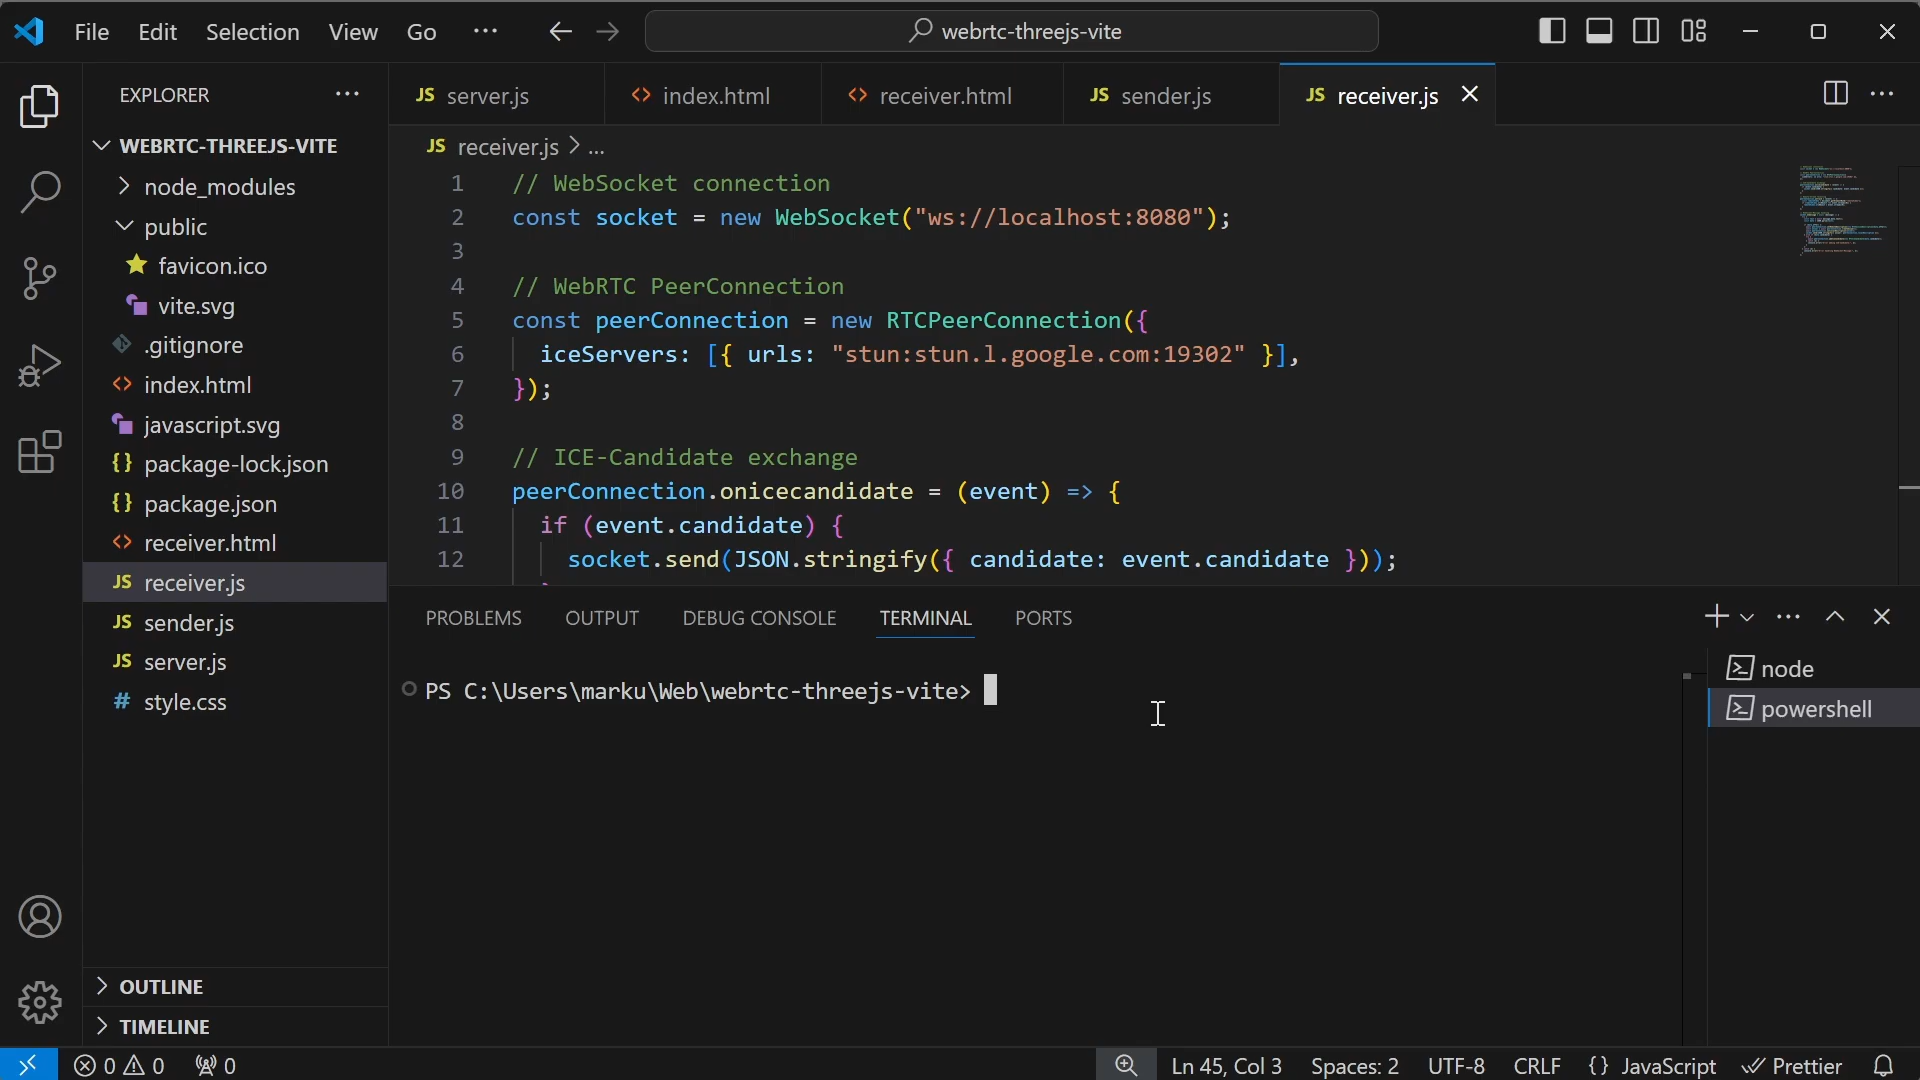 File Edit Selection View Go ··· webrtc-threejs-vite
EXPLORER ···
WEBRTC-THREEJS-VITE
node_modules
public
favicon.ico
vite.svg
.gitignore
index.html
javascript.svg
package-lock.json
package.json
receiver.html
JS receiver.js
JS sender.js
JS server.js
# style.css
OUTLINE
TIMELINE
JS server.js <> index.html <> receiver.html JS sender.js JS receiver.js
JS receiver.js > ...
1 // WebSocket connection
2 const socket = new WebSocket("ws://localhost:8080");
3
4 // WebRTC PeerConnection
5 const peerConnection = new RTCPeerConnection({
6 iceServers: [{ urls: "stun:stun.l.google.com:19302" }],
7 });
8
9 // ICE-Candidate exchange
10 peerConnection.onicecandidate = (event) => {
11 if (event.candidate) {
12 socket.send(JSON.stringify({ candidate: event.candidate }));
PROBLEMS OUTPUT DEBUG CONSOLE TERMINAL PORTS
PS C:\Users\marku\Web\webrtc-threejs-vite>
node
powershell
0 0 0 Ln 45, Col 3 Spaces: 2 UTF-8 CRLF {} JavaScript Prettier